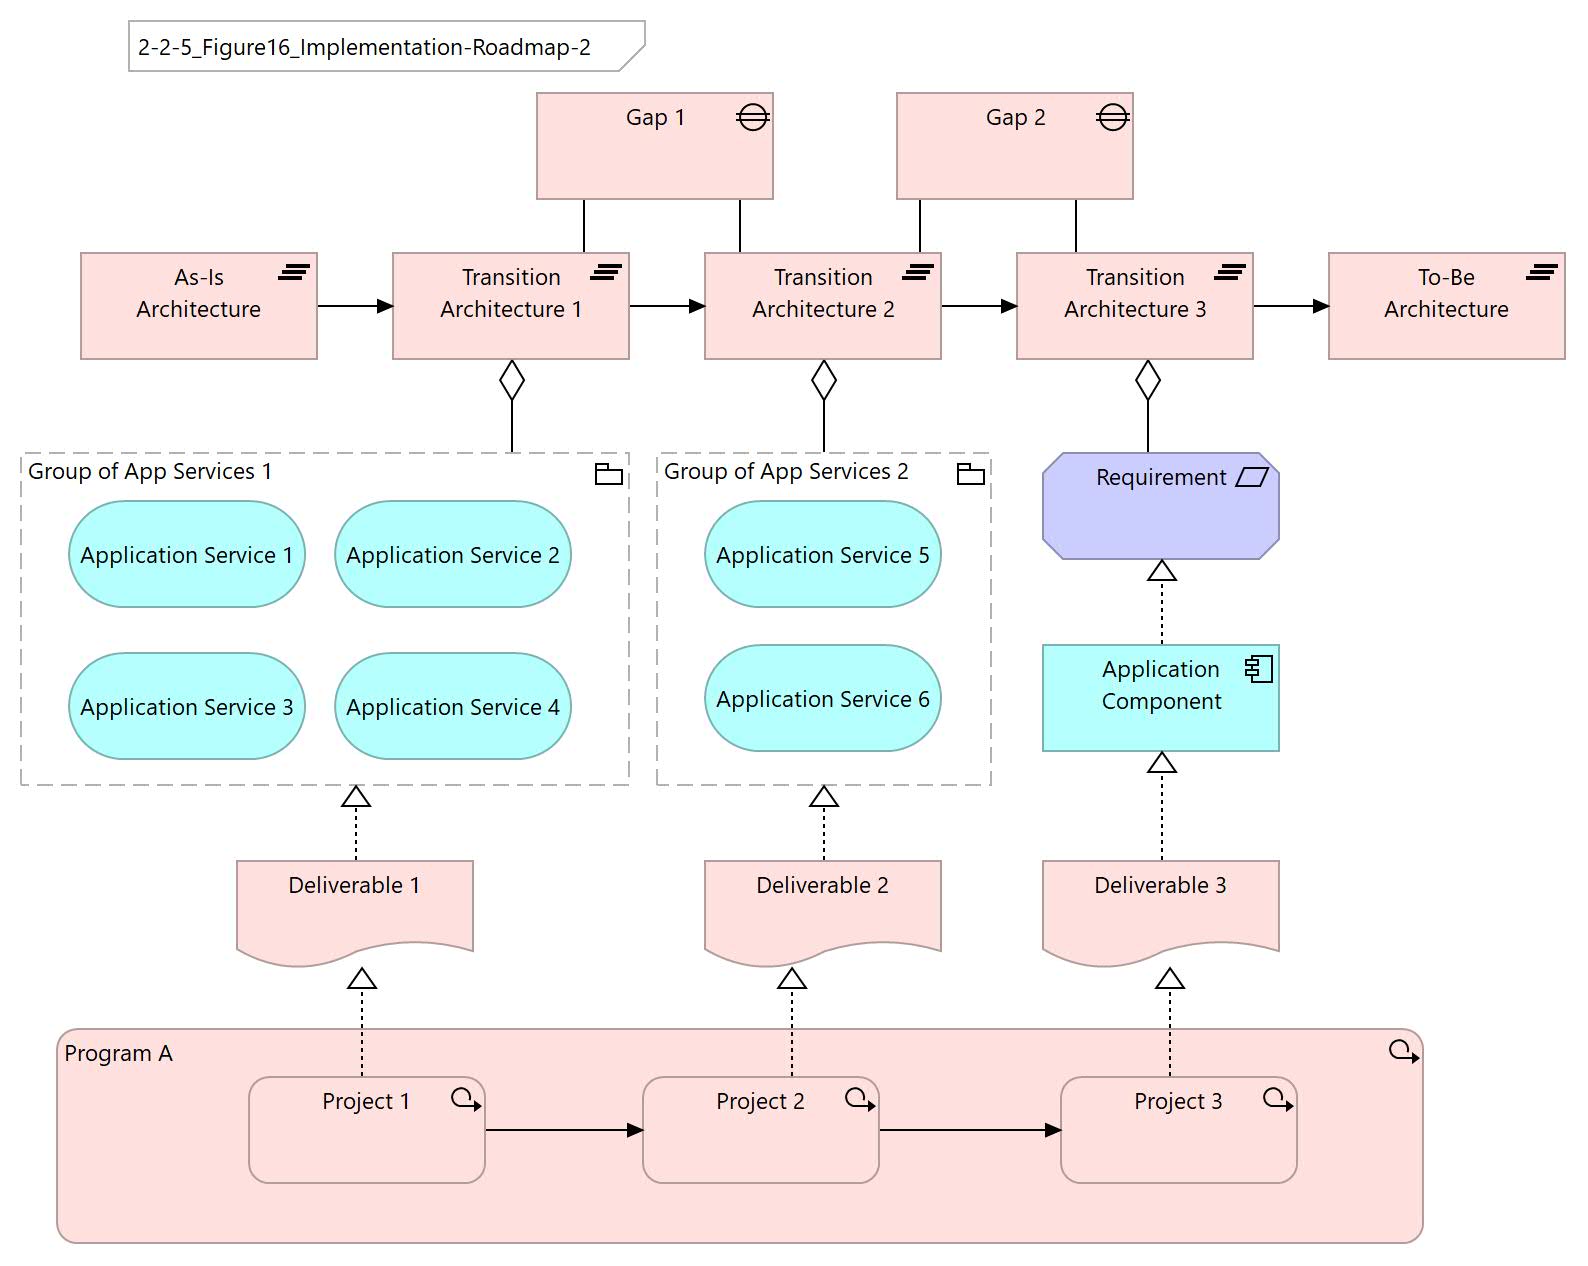 2-2-5_Figure16_Implementation-Roadmap-2
Gap 1
Gap 2
As-Is
Architecture
Transition
Architecture 1
Transition
Architecture 2
Transition
Architecture 3
To-Be
Architecture
Group of App Services 1
Application Service 1
Application Service 2
Application Service 3
Application Service 4
Group of App Services 2
Application Service 5
Application Service 6
Requirement
Application
Component
Deliverable 1
Deliverable 2
Deliverable 3
Program A
Project 1
Project 2
Project 3